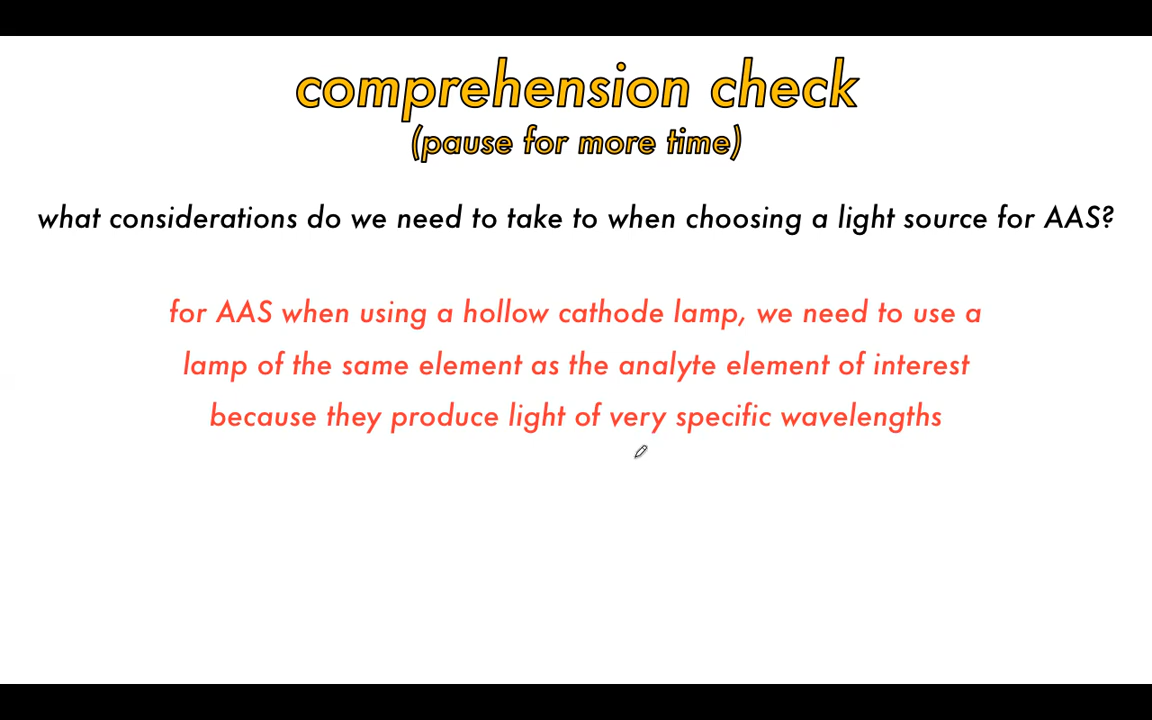 comprehension check
(pause for more time)
what considerations do we need to take to when choosing a light source for AAS?
for AAS when using a hollow cathode lamp, we need to use a
lamp of the same element as the analyte element of interest
because they produce light of very specific wavelengths